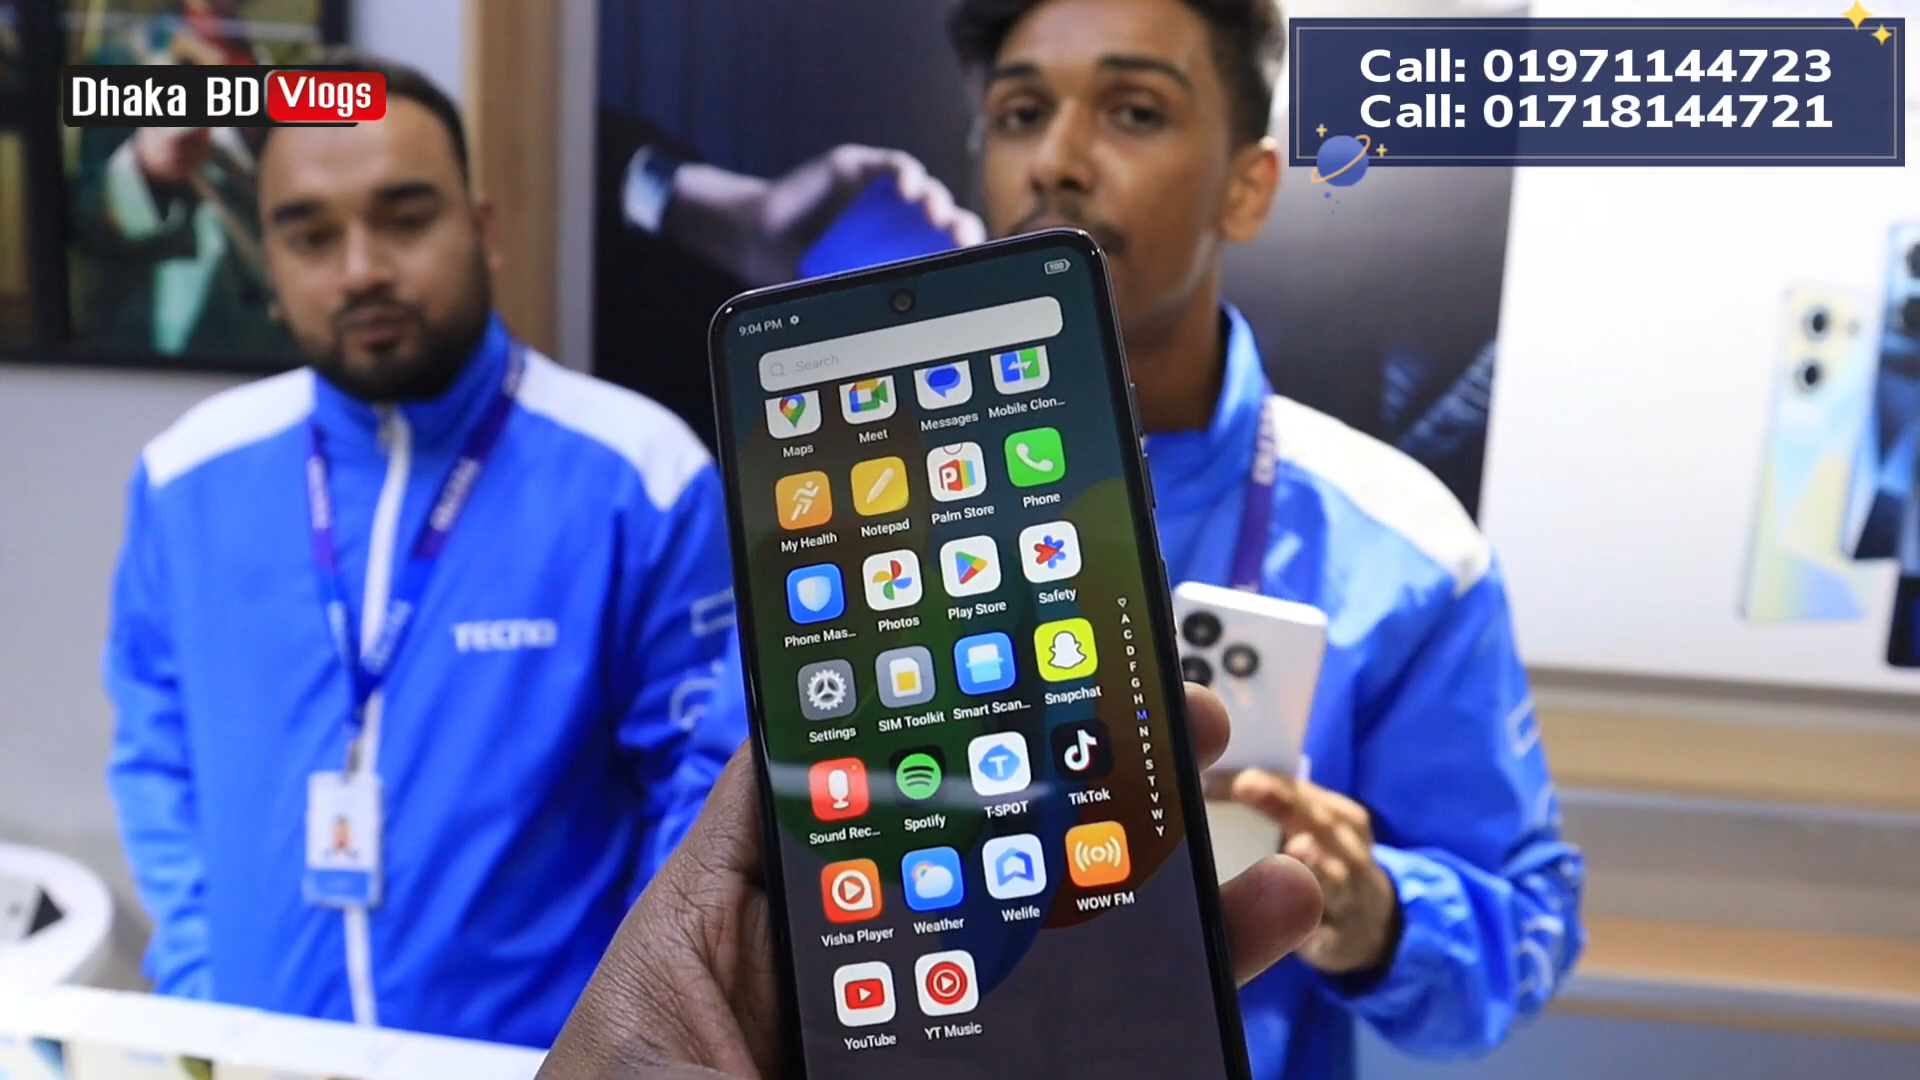 Dhaka BD Vlogs
Call: 01971144723
Call: 01718144721
9:04 PM
100
Search
Maps
Meet
Messages
Mobile Clon...
My Health
Notepad
Palm Store
Phone
Phone Mas...
Photos
Play Store
Safety
Settings
SIM Toolkit
Smart Scan...
Snapchat
Sound Rec...
Spotify
T-SPOT
TikTok
Visha Player
Weather
Welife
WOW FM
YouTube
YT Music
A
C
D
F
G
H
M
N
P
S
T
V
W
Y
TECNO